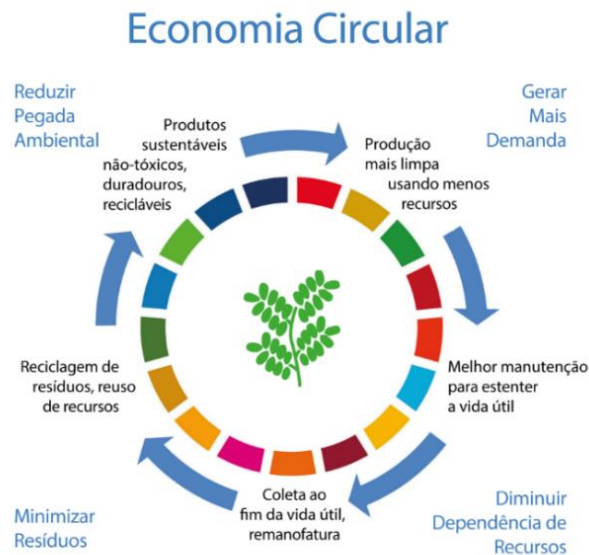 Economia Circular
Reduzir
Pegada
Ambiental
Gerar
Mais
Demanda
Produtos
sustentáveis
não-tóxicos,
duradouros,
recicláveis
Produção
mais limpa
usando menos
recursos
Melhor manutenção
para estenter
a vida útil
Coleta ao
fim da vida útil,
remanofatura
Reciclagem de
resíduos, reuso
de recursos
Minimizar
Resíduos
Diminuir
Dependência de
Recursos